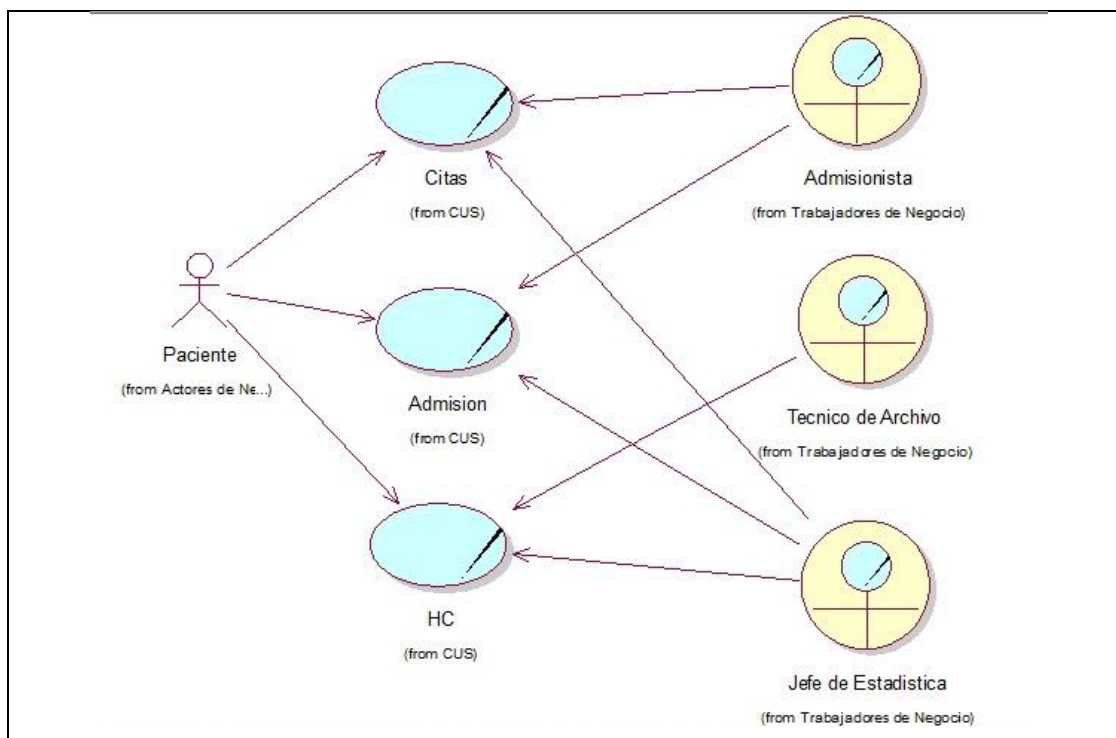 Citas
(from CUS)
Admisionista
(from Trabajadores de Negocio)
Paciente
(from Actores de Ne...)
Admision
(from CUS)
Tecnico de Archivo
(from Trabajadores de Negocio)
HC
(from CUS)
Jefe de Estadistica
(from Trabajadores de Negocio)